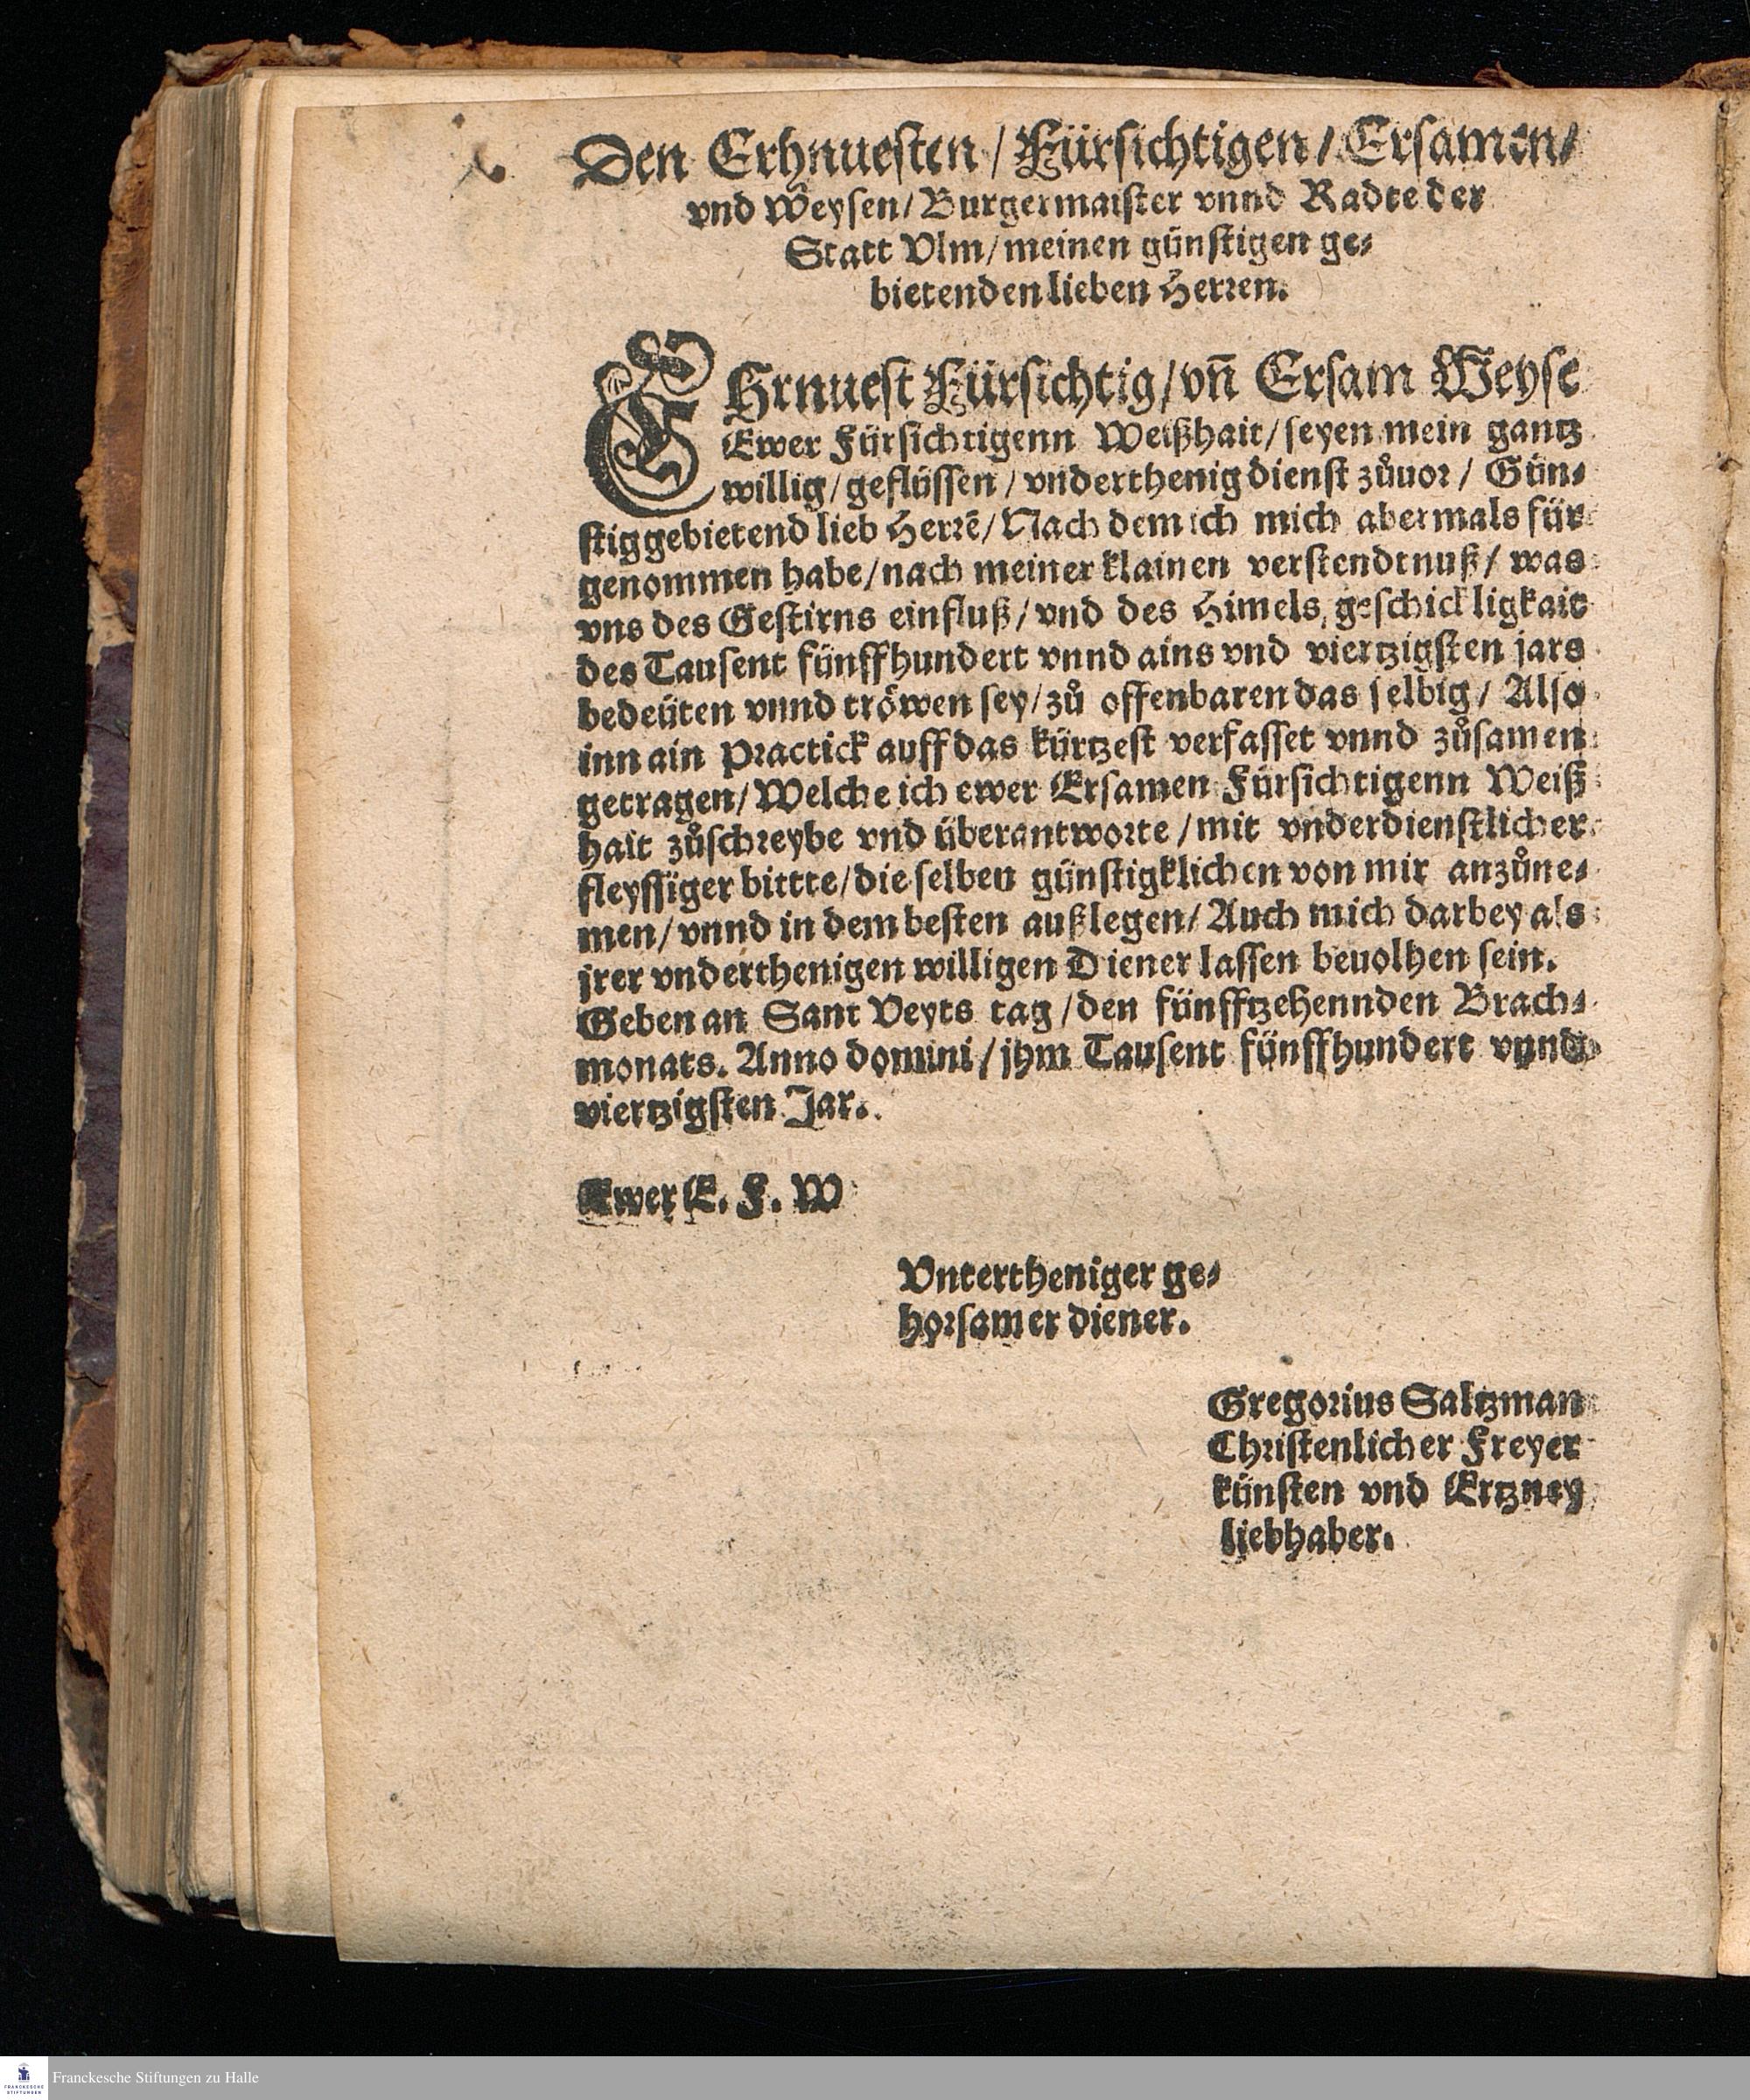 Den Erhnuesten / Fürsichtigen / Ersamen /
vnd Weysen / Burgermaister vnnd Radte der
Statt Vlm / meinen günstigen ge⸗
bietenden lieben Herren.
EHrnuest Fürsichtig / vn̄ Ersam Weyse
Ewer Fürsichtigenn Weißhait / seyen mein gantz
willig / geflüssen / vnderthenig dienst zůuor / Gün⸗
stig gebietend lieb Herrē / Nach dem ich mich abermals für
genommen habe / nach meiner klainen verstendtnuß / was
vns des Gestirns einfluß / vnd des Himels, geschickligkait
des Tausent fünffhundert vnnd ains vnd viertzigsten jars
bedeüten vnnd tröwen sey / zů offenbaren das selbig / Also
inn ain Practick auff das kürtzest verfasset vnnd zůsamen
getragen / Welche ich ewer Ersamen Fürsichtigenn Weiß
hait zůschreybe vnd überantworte / mit vnderdienstlicher
fleyssiger bittte / die selben günstigklichen von mir anzůne⸗
men / vnnd in dem besten außlegen / Auch mich darbey als
jrer vnderthenigen willigen Diener lassen beuolhen sein.
Geben an Sant Veyts tag / den fünfftzehennden Brach⸗
monats. Anno domini / jhm Tausent fünffhundert vnnd
viertzigsten Jar.
Ewer E. F. W
Vntertheniger ge⸗
horsamer diener.
Gregorius Saltzman
Christenlicher Freyer
künsten vnd Ertzney
liebhaber.
FRANCKESCHE
STIFTUNGEN
Franckesche Stiftungen zu Halle